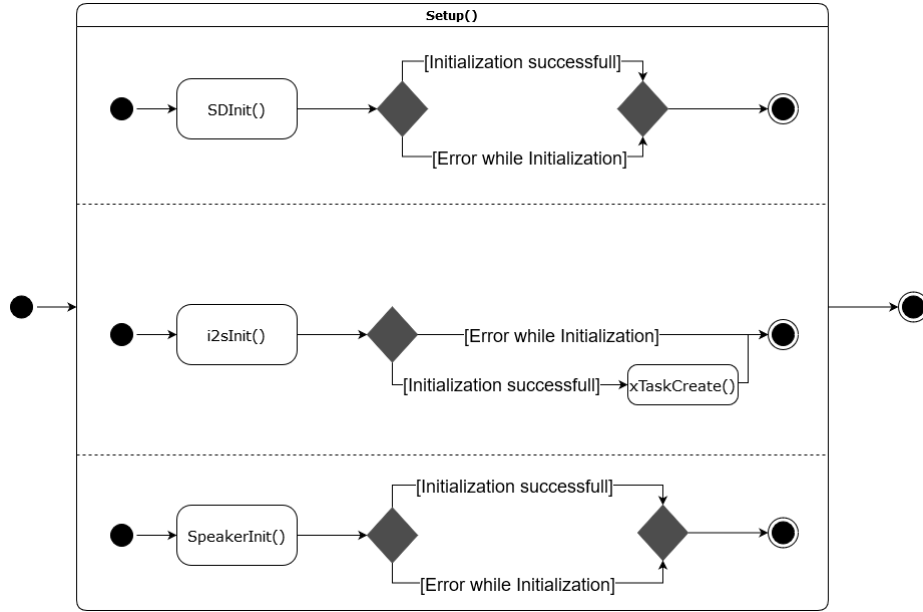 Setup()
[Initialization successfull]
SDInit()
[Error while Initialization]
i2sInit()
[Error while Initialization]
[Initialization successfull]
xTaskCreate()
[Initialization successfull]
SpeakerInit()
[Error while Initialization]